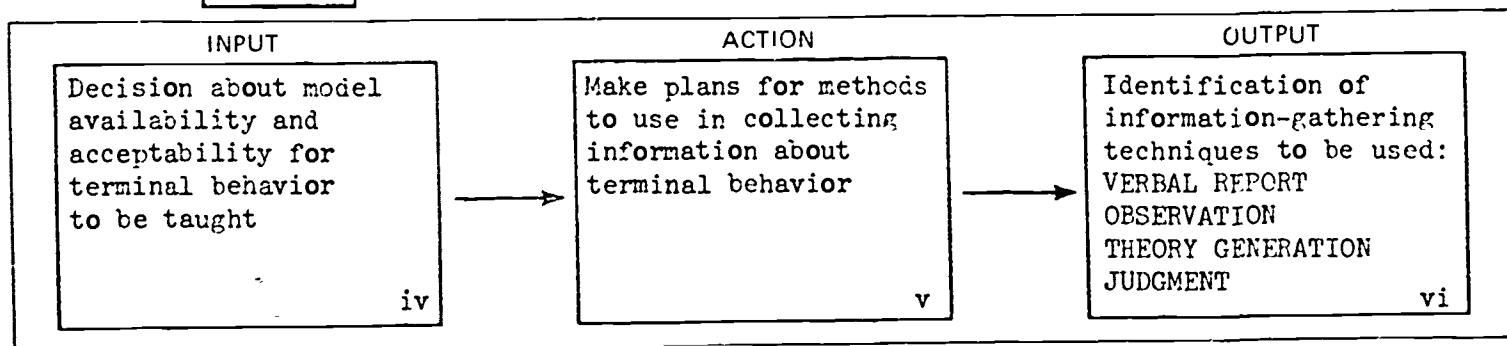 INPUT
Decision about model
availability and
acceptability for
terminal behavior
to be taught
iv
ACTION
Make plans for methods
to use in collecting
information about
terminal behavior
v
OUTPUT
Identification of
information-gathering
techniques to be used:
VERBAL REPORT
OBSERVATION
THEORY GENERATION
JUDGMENT
vi